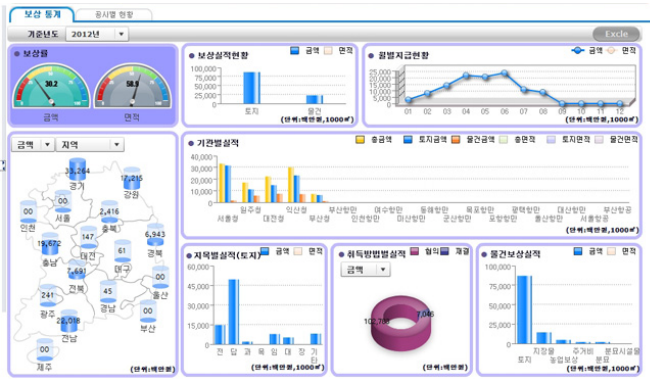 보상 통계
공시별 현황
기준년도 2012년
Excle
보상률
30.2
58.9
금액 면적
보상실적현황
금액 면적
100,000
75,000
50,000
25,000
0
토지 물건
(단위:백만원,1000㎡)
월별지급현황
금액 면적
25,000
20,000
15,000
10,000
5,000
0
01 02 03 04 05 06 07 08 09 10 11 12
(단위:백만원,1000㎡)
금액 지역
33,264
경기
17,215
강원
00
서울
00
인천
2,416
충북
19,672
충남
147
대전
6,943
경북
61
대구
7,691
전북
00
울산
241
광주
45
경남
00
부산
22,018
전남
00
제주
(단위:백만원)
기관별실적
총금액 토지금액 물건금액 총면적 토지면적 물건면적
40,000
30,000
20,000
10,000
0
서울청 원주청 대전청 익산청 부산청 부산항만 인천항만 여수항만 마산항만 동해항만 군산항만 목포항만 포항항만 평택항만 울산항만 대산항만 서울항공 부산항공
(단위:백만원,1000㎡)
지목별실적(토지)
금액 면적
60,000
45,000
30,000
15,000
0
전 답 과 목 임 대 장 기타
(단위:백만원,1000㎡)
취득방법별실적
협의 재결
금액
102,768
7,046
(단위:백만원)
물건보상실적
금액 면적
100,000
75,000
50,000
25,000
0
토지 지장물 농업보상 주거비 분묘 분묘시설물
(단위:백만원,1000㎡)